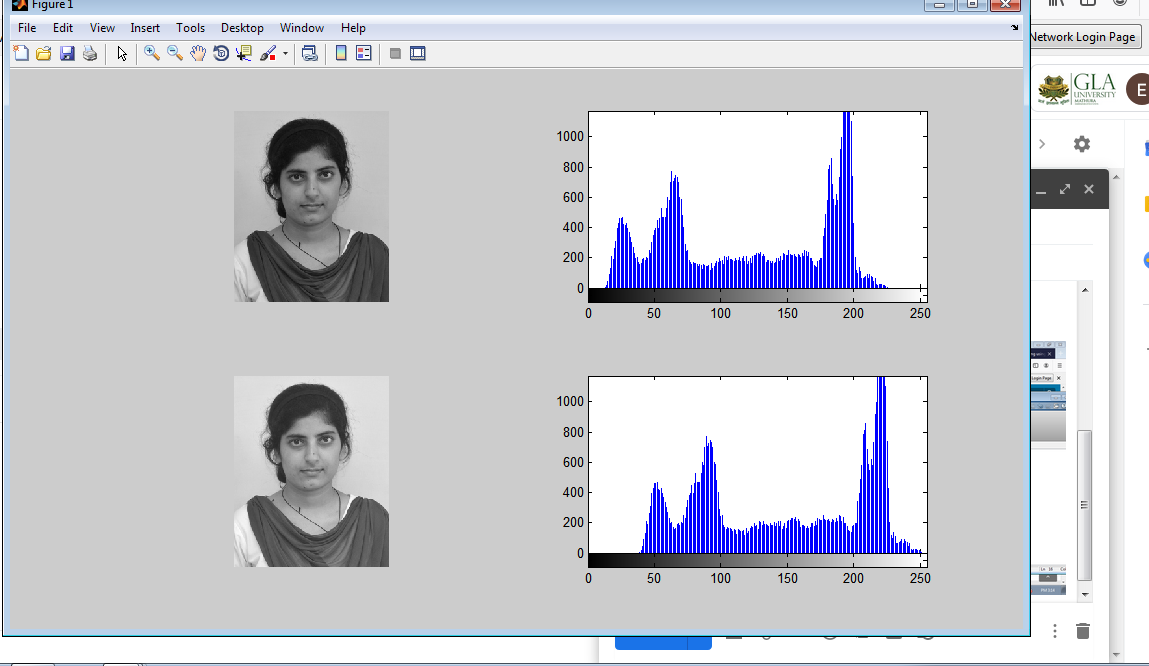 Figure 1
File Edit View Insert Tools Desktop Window Help
Network Login Page
GLA
UNIVERSITY
MATHURA
E
1000
800
600
400
200
0
0 50 100 150 200 250
1000
800
600
400
200
0
0 50 100 150 200 250